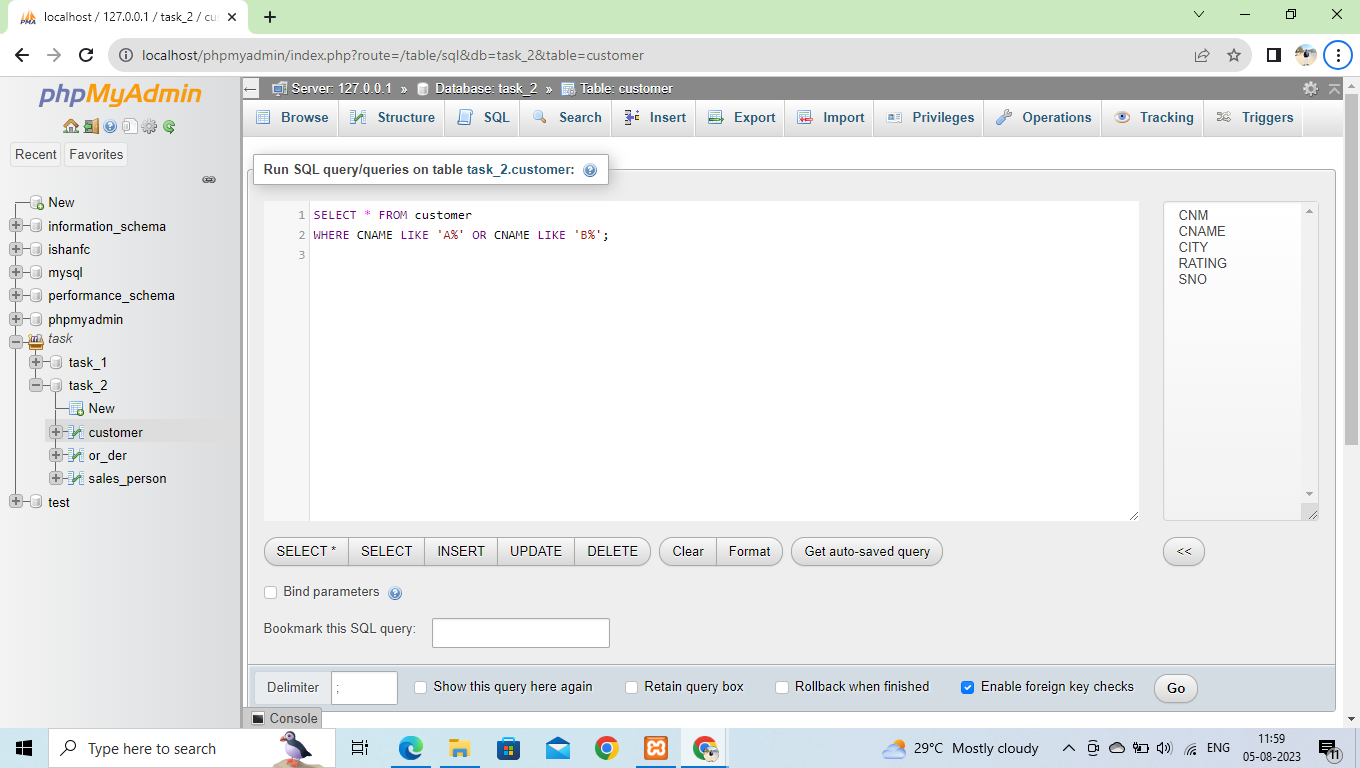 localhost / 127.0.0.1 / task_2 / cu
localhost/phpmyadmin/index.php?route=/table/sql&db=task_2&table=customer
phpMyAdmin
Recent
Favorites
New
information_schema
ishanfc
mysql
performance_schema
phpmyadmin
task
task_1
task_2
New
customer
or_der
sales_person
test
Server: 127.0.0.1 » Database: task_2 » Table: customer
Browse Structure SQL Search Insert Export Import Privileges Operations Tracking Triggers
Run SQL query/queries on table task_2.customer:
1 SELECT * FROM customer
2 WHERE CNAME LIKE 'A%' OR CNAME LIKE 'B%';
3
CNM
CNAME
CITY
RATING
SNO
SELECT * SELECT INSERT UPDATE DELETE Clear Format Get auto-saved query <<
Bind parameters
Bookmark this SQL query:
Delimiter ; Show this query here again Retain query box Rollback when finished Enable foreign key checks Go
Console
Type here to search
29°C Mostly cloudy
ENG
11:59
05-08-2023
11